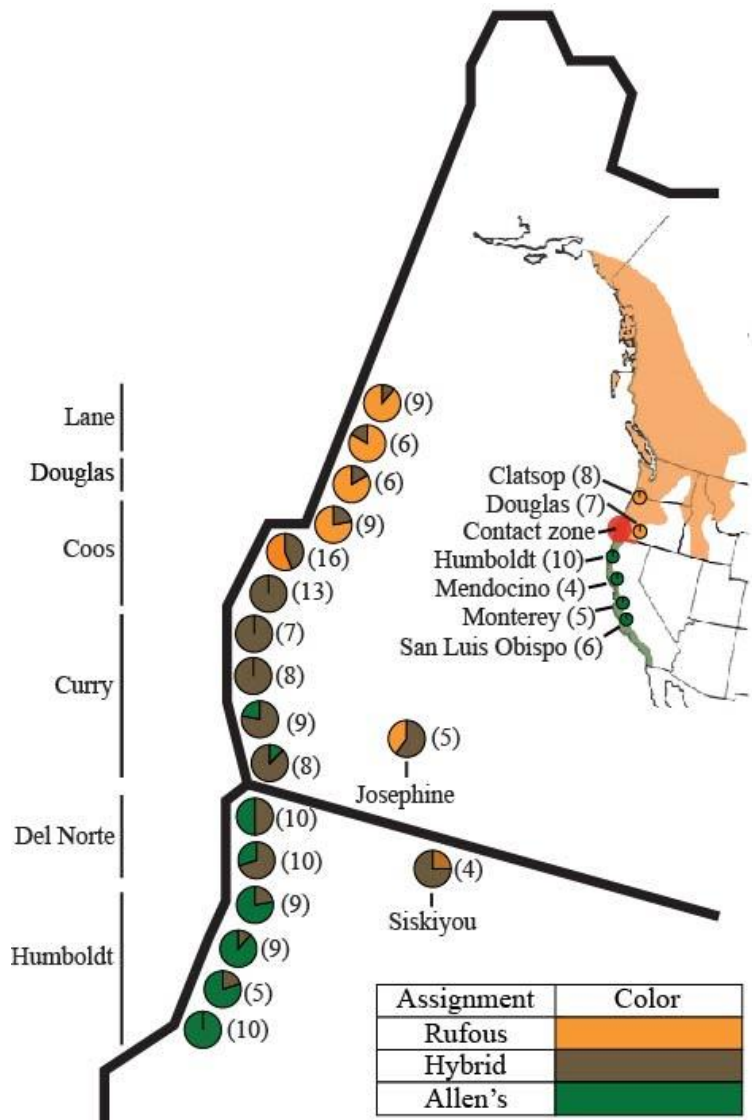 Lane
(9)
(6)
Douglas
(6)
(9)
Coos
(16)
(13)
(7)
Curry
(8)
(9)
(8)
Del Norte
(10)
(10)
(9)
Humboldt
(9)
(5)
(10)
(5)
Josephine
(4)
Siskiyou
Clatsop (8)
Douglas (7)
Contact zone
Humboldt (10)
Mendocino (4)
Monterey (5)
San Luis Obispo (6)
Assignment Color
Rufous
Hybrid
Allen's